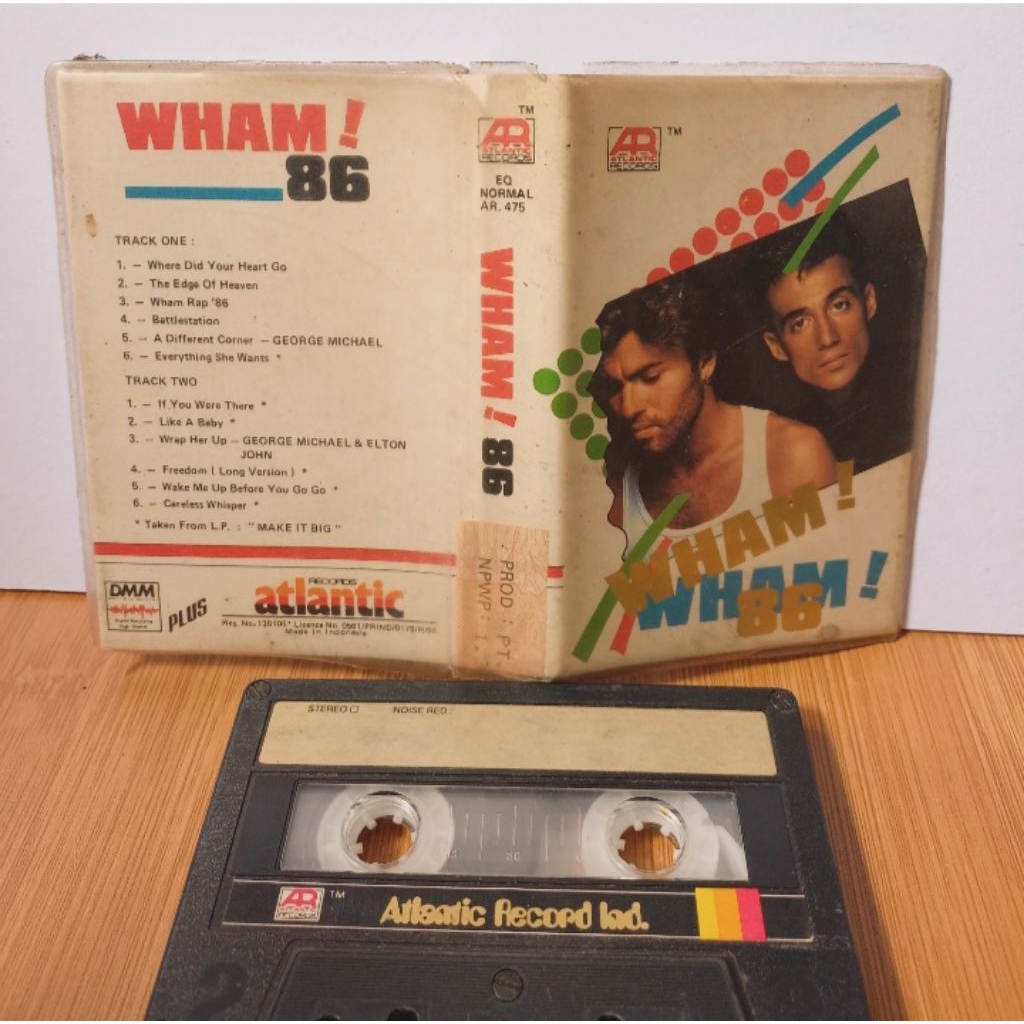 WHAM!
86
TRACK ONE :
1. – Where Did Your Heart Go
2. – The Edge Of Heaven
3. – Wham Rap '86
4. – Battlestation
5. – A Different Corner – GEORGE MICHAEL
6. – Everything She Wants *
TRACK TWO
1. – If You Were There *
2. – Like A Baby *
3. – Wrap Her Up – GEORGE MICHAEL & ELTON
JOHN
4. – Freedom ( Long Version ) *
5. – Wake Me Up Before You Go Go *
6. – Careless Whisper *
* Taken From L.P. : "MAKE IT BIG"
DMM
PLUS
RECORDS
atlantic
Made in Indonesia
AR TM
ATLANTIC
RECORDS
EQ
NORMAL
AR. 475
WHAM! 86
PROD : PT.
NPWP : 1.
AR TM
ATLANTIC
RECORDS
WHAM!
WHAM!
86
STEREO NOISE RED
30
AR TM
ATLANTIC
RECORDS
Atlantic Record Ind.
2